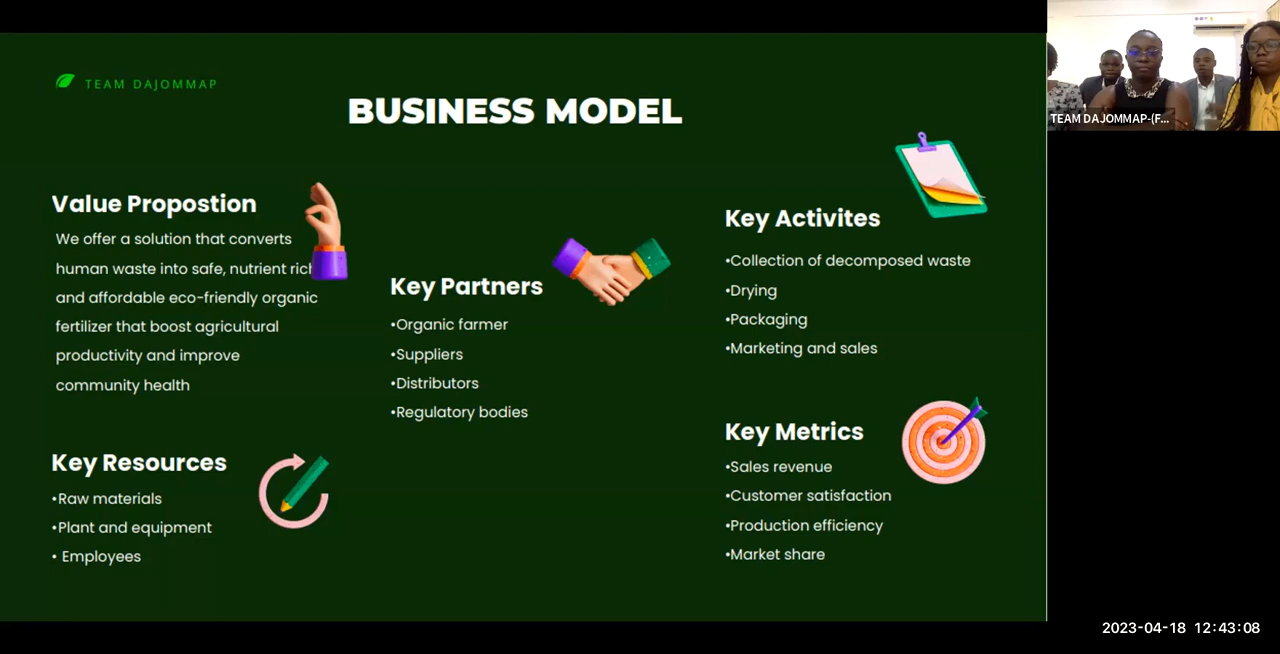 TEAM DAJOMMAP
BUSINESS MODEL
Value Propostion
We offer a solution that converts
human waste into safe, nutrient rich
and affordable eco-friendly organic
fertilizer that boost agricultural
productivity and improve
community health
Key Resources
•Raw materials
•Plant and equipment
• Employees
Key Partners
•Organic farmer
•Suppliers
•Distributors
•Regulatory bodies
Key Activites
•Collection of decomposed waste
•Drying
•Packaging
•Marketing and sales
Key Metrics
•Sales revenue
•Customer satisfaction
•Production efficiency
•Market share
TEAM DAJOMMAP-(F...
2023-04-18 12:43:08